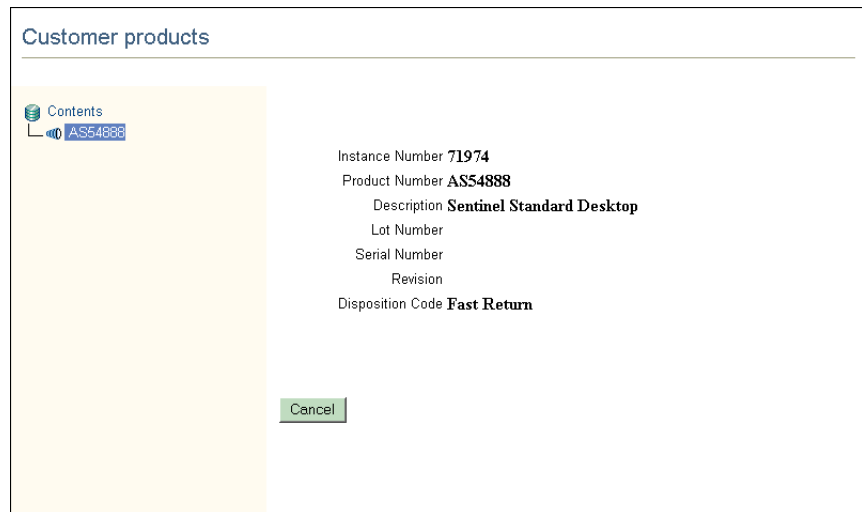 Customer products
Contents
AS54888
Instance Number 71974
Product Number AS54888
Description Sentinel Standard Desktop
Lot Number
Serial Number
Revision
Disposition Code Fast Return
Cancel